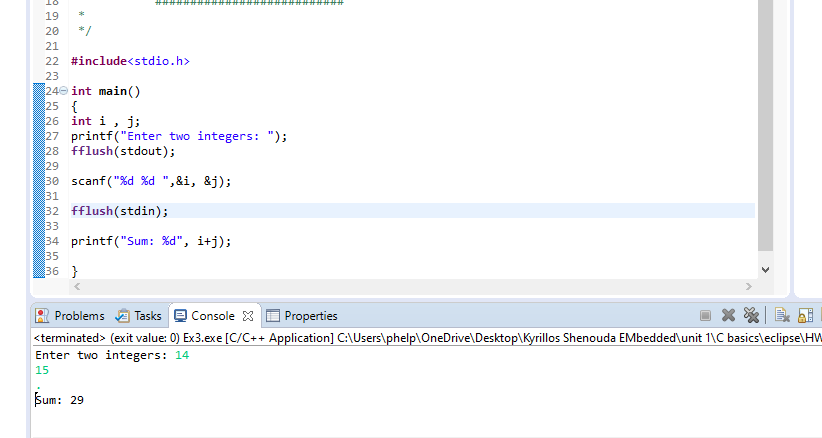 18 ###########################
19 *
20 */
21
22 #include<stdio.h>
23
24 int main()
25 {
26 int i , j;
27 printf("Enter two integers: ");
28 fflush(stdout);
29
30 scanf("%d %d ",&i, &j);
31
32 fflush(stdin);
33
34 printf("Sum: %d", i+j);
35
36 }
Problems Tasks Console Properties
<terminated> (exit value: 0) Ex3.exe [C/C++ Application] C:\Users\phelp\OneDrive\Desktop\Kyrillos Shenouda EMbedded\unit 1\C basics\eclipse\HW
Enter two integers: 14
15
.
Sum: 29